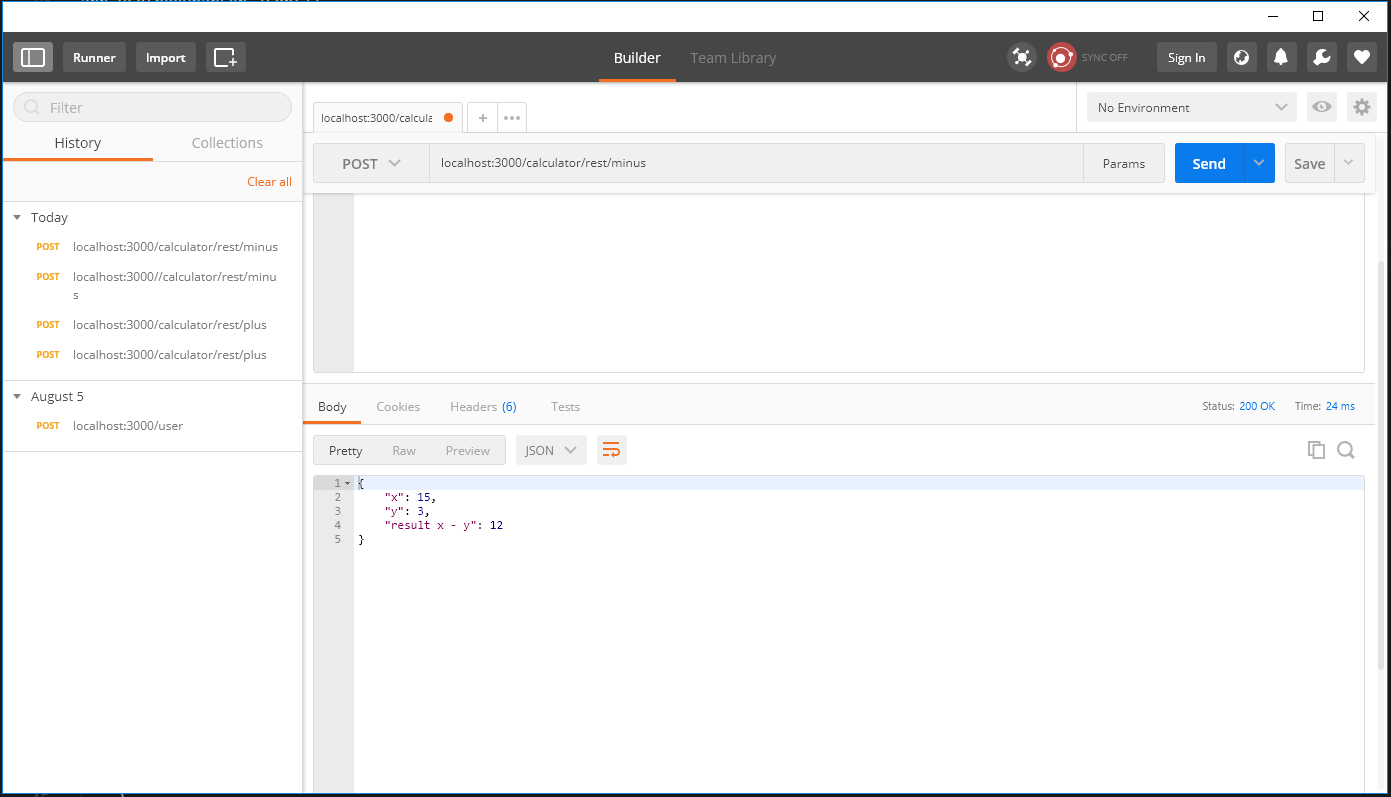 Runner
Import
Builder
Team Library
SYNC OFF
Sign In
Filter
History
Collections
Clear all
Today
POST localhost:3000/calculator/rest/minus
POST localhost:3000//calculator/rest/minu
s
POST localhost:3000/calculator/rest/plus
POST localhost:3000/calculator/rest/plus
August 5
POST localhost:3000/user
localhost:3000/calcula
+
No Environment
POST
localhost:3000/calculator/rest/minus
Params
Send
Save
Body
Cookies
Headers (6)
Tests
Status: 200 OK
Time: 24 ms
Pretty
Raw
Preview
JSON
1 {
2 "x": 15,
3 "y": 3,
4 "result x - y": 12
5 }